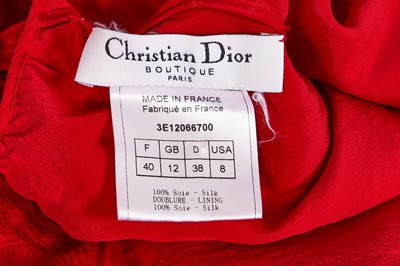 Christian Dior
BOUTIQUE
PARIS
MADE IN FRANCE
Fabriqué en France
3E12066700
F GB D USA
40 12 38 8
100% Soie - Silk
DOUBLURE - LINING
100% Soie - Silk